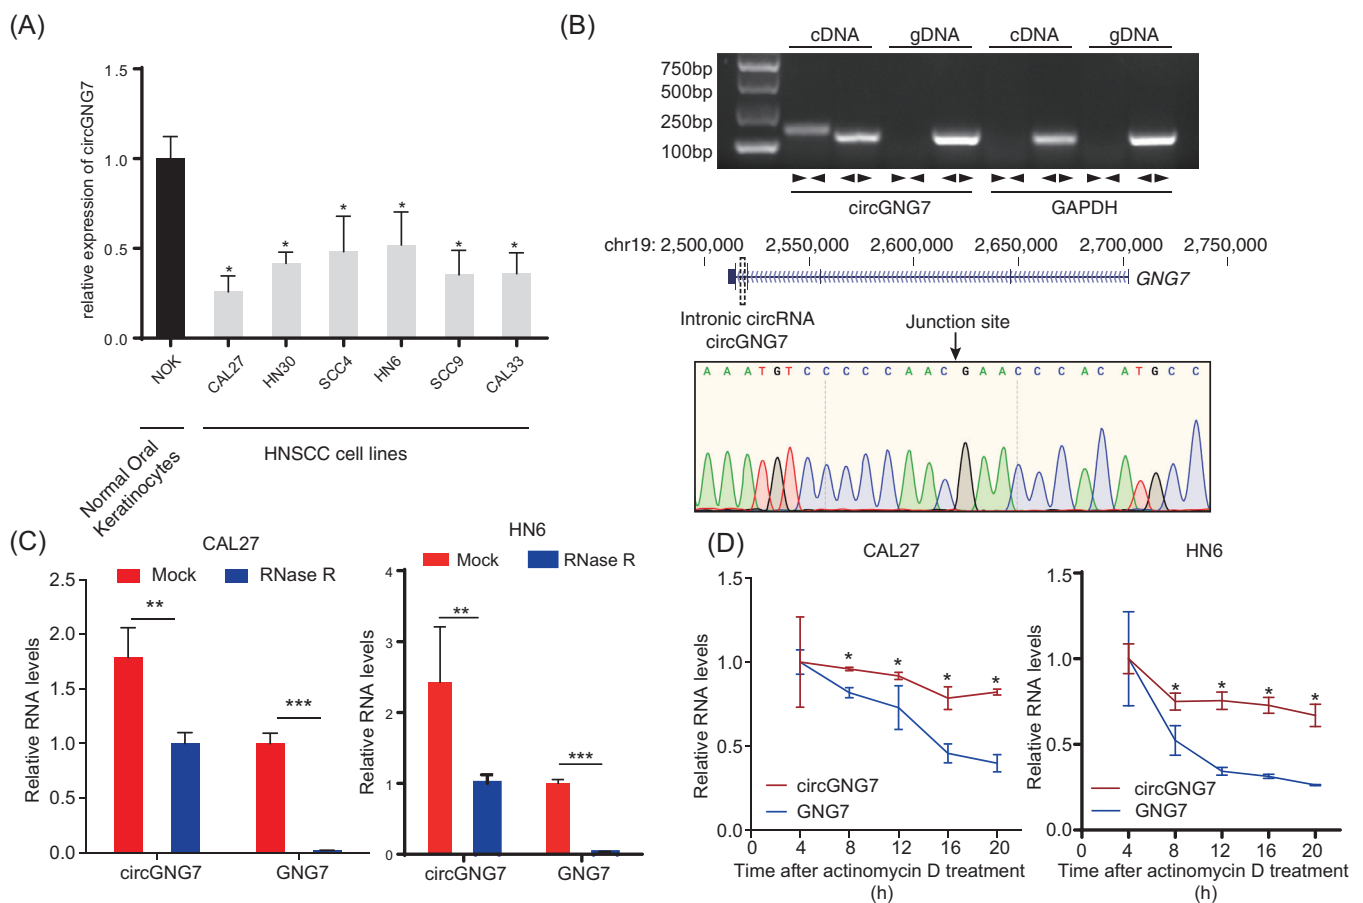 (A)
relative expression of circGNG7
1.5
1.0
0.5
0.0
*
*
*
*
*
*
NOK
CAL27
HN30
SCC4
HN6
SCC9
CAL33
Normal Oral
Keratinocytes
HNSCC cell lines
(B)
cDNA gDNA cDNA gDNA
750bp
500bp
250bp
100bp
circGNG7 GAPDH
chr19: 2,500,000 2,550,000 2,600,000 2,650,000 2,700,000 2,750,000
GNG7
Intronic circRNA
circGNG7
Junction site
A A A T G T C C C C C A A C G A A C C C A C A T G C C
(C)
CAL27
Mock RNase R
Relative RNA levels
2.5
2.0
1.5
1.0
0.5
0.0
**
***
circGNG7 GNG7
HN6
Mock RNase R
Relative RNA levels
4
3
2
1
0
**
***
circGNG7 GNG7
(D)
CAL27
Relative RNA levels
1.5
1.0
0.5
0.0
* * * *
circGNG7
GNG7
0 4 8 12 16 20
Time after actinomycin D treatment
(h)
HN6
Relative RNA levels
1.5
1.0
0.5
0.0
* * * *
circGNG7
GNG7
0 4 8 12 16 20
Time after actinomycin D treatment
(h)